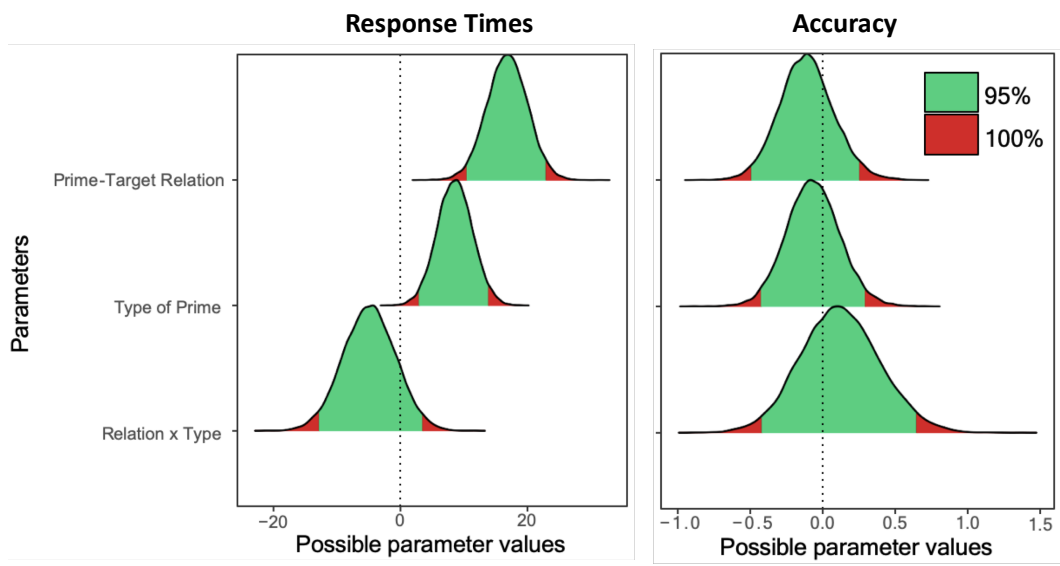 Response Times
Accuracy
95%
100%
Parameters
Prime-Target Relation
Type of Prime
Relation x Type
−20 0 20
−1.0 −0.5 0.0 0.5 1.0 1.5
Possible parameter values
Possible parameter values